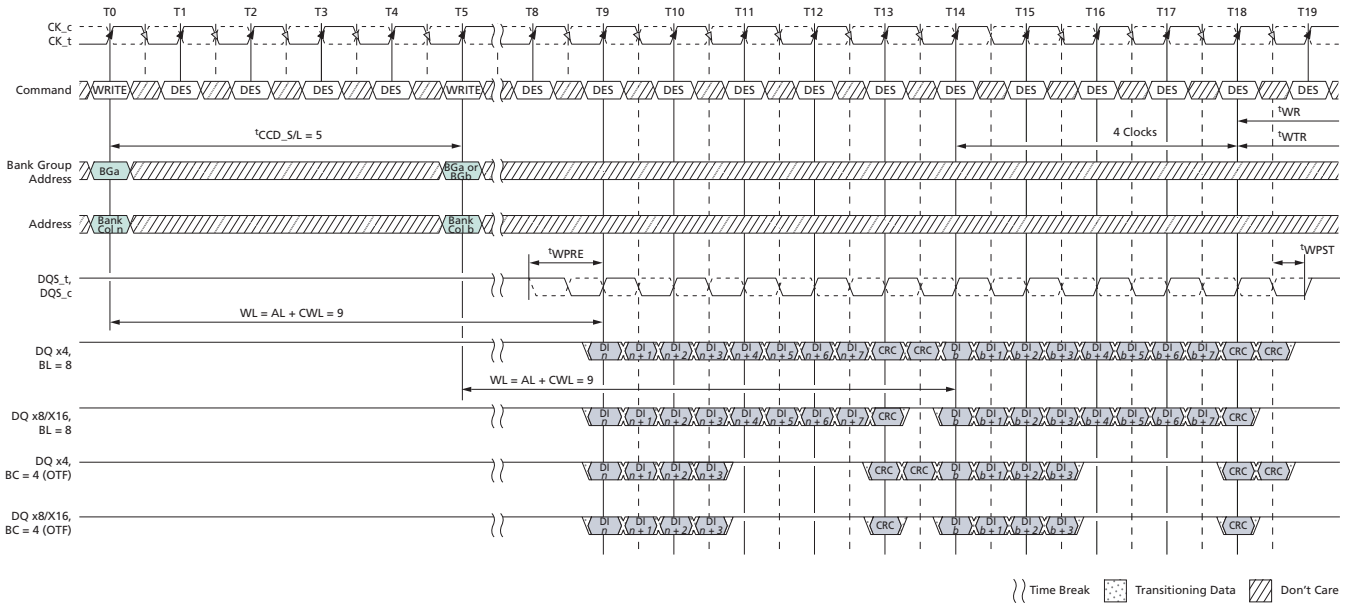 T0 T1 T2 T3 T4 T5 T8 T9 T10 T11 T12 T13 T14 T15 T16 T17 T18 T19
CK_c
CK_t
Command WRITE DES DES DES DES WRITE DES DES DES DES DES DES DES DES DES DES DES DES
tWR
tCCD_S/L = 5 4 Clocks tWTR
Bank Group
Address
BGa BGa or
BGb
Address Bank
Col n
Bank
Col b
tWPRE tWPST
DQS_t,
DQS_c
WL = AL + CWL = 9
DQ x4,
BL = 8
DI n DI n + 1 DI n + 2 DI n + 3 DI n + 4 DI n + 5 DI n + 6 DI n + 7 CRC CRC DI b DI b + 1 DI b + 2 DI b + 3 DI b + 4 DI b + 5 DI b + 6 DI b + 7 CRC CRC
WL = AL + CWL = 9
DQ x8/X16,
BL = 8
DI n DI n + 1 DI n + 2 DI n + 3 DI n + 4 DI n + 5 DI n + 6 DI n + 7 CRC DI b DI b + 1 DI b + 2 DI b + 3 DI b + 4 DI b + 5 DI b + 6 DI b + 7 CRC
DQ x4,
BC = 4 (OTF)
DI n DI n + 1 DI n + 2 DI n + 3 CRC CRC DI b DI b + 1 DI b + 2 DI b + 3 CRC CRC
DQ x8/X16,
BC = 4 (OTF)
DI n DI n + 1 DI n + 2 DI n + 3 CRC DI b DI b + 1 DI b + 2 DI b + 3 CRC
Time Break Transitioning Data Don't Care